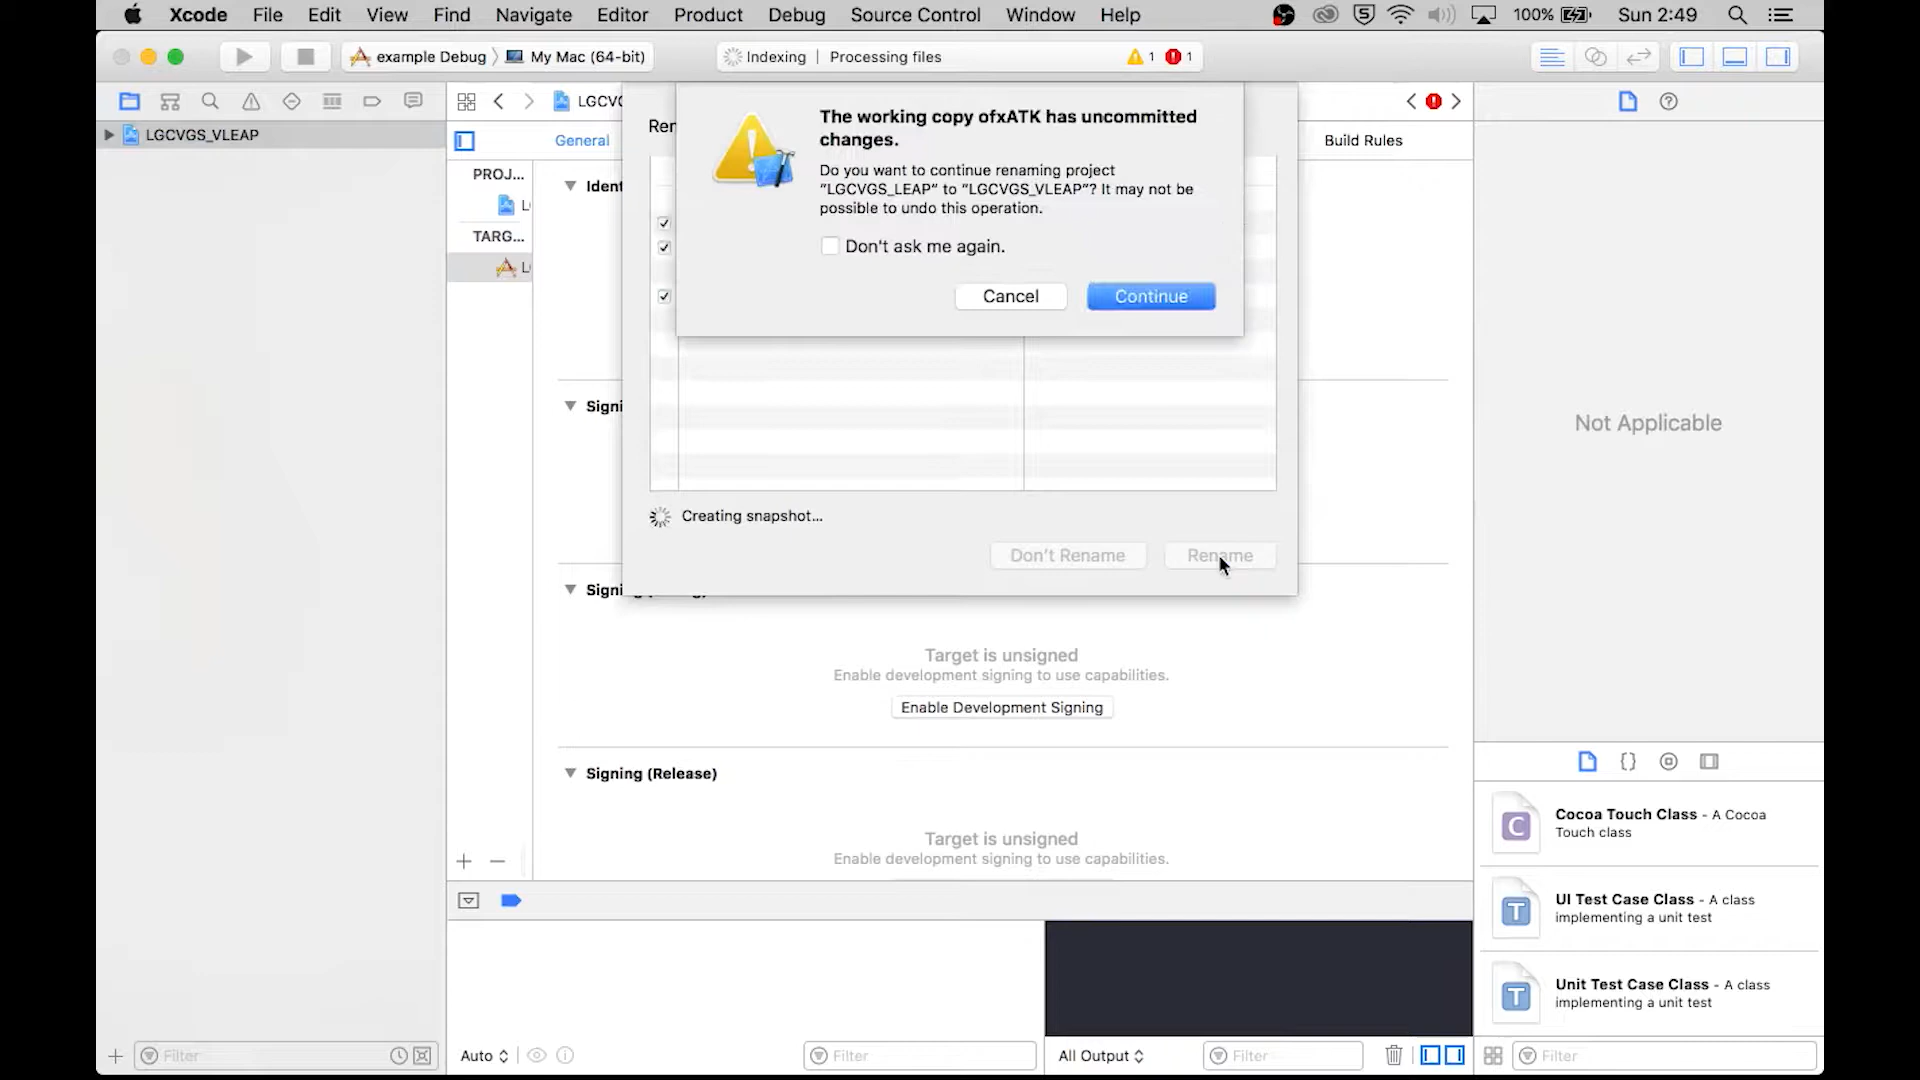 Xcode File Edit View Find Navigate Editor Product Debug Source Control Window Help 100% Sun 2:49
example Debug My Mac (64-bit) Indexing | Processing files 1 1
LGCVGS_VLEAP
General
Build Rules
PROJ...
TARG...
The working copy ofxATK has uncommitted
changes.
Do you want to continue renaming project
“LGCVGS_LEAP” to “LGCVGS_VLEAP”? It may not be
possible to undo this operation.
Don't ask me again.
Cancel Continue
Creating snapshot...
Don't Rename Rename
Target is unsigned
Enable development signing to use capabilities.
Enable Development Signing
Signing (Release)
Target is unsigned
Enable development signing to use capabilities.
Not Applicable
Cocoa Touch Class - A Cocoa
Touch class
UI Test Case Class - A class
implementing a unit test
Unit Test Case Class - A class
implementing a unit test
Filter Auto Filter All Output Filter Filter